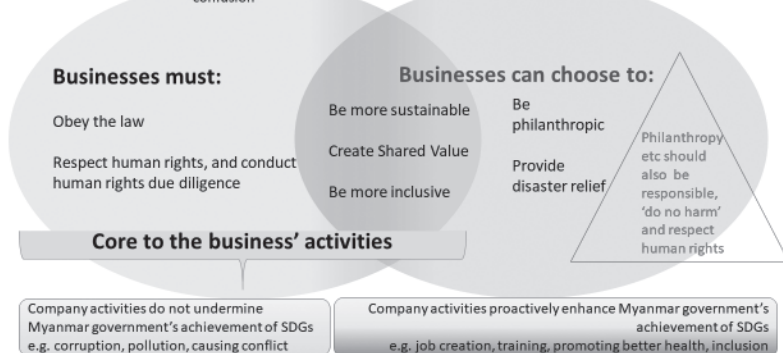 confusion
Businesses must:
Obey the law
Respect human rights, and conduct
human rights due diligence
Be more sustainable
Create Shared Value
Be more inclusive
Businesses can choose to:
Be
philanthropic
Provide
disaster relief
Philanthropy
etc should
also be
responsible,
‘do no harm’
and respect
human rights
Core to the business’ activities
Company activities do not undermine
Myanmar government’s achievement of SDGs
e.g. corruption, pollution, causing conflict
Company activities proactively enhance Myanmar government’s
achievement of SDGs
e.g. job creation, training, promoting better health, inclusion